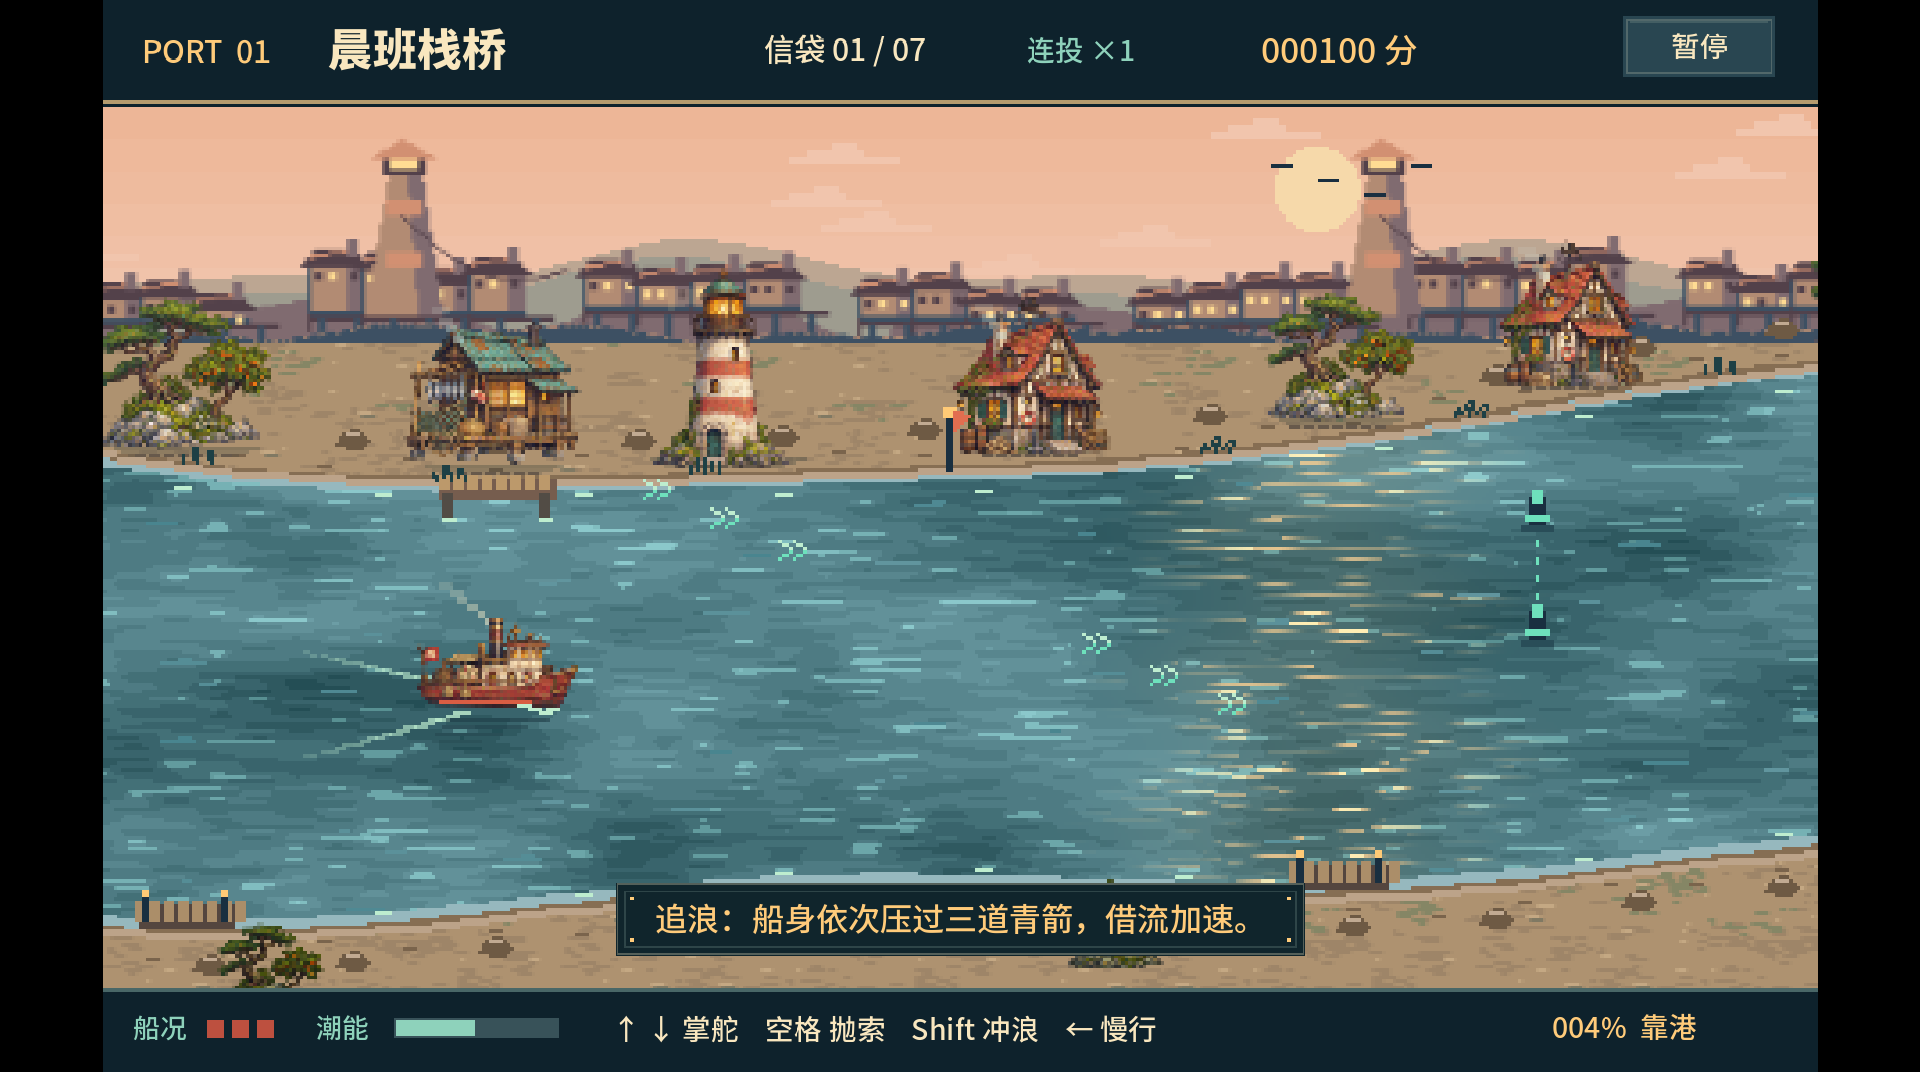 PORT 01 晨班栈桥 信袋 01 / 07 连投 ×1 000100 分 暂停
追浪：船身依次压过三道青箭，借流加速。
船况 潮能 ↑ ↓ 掌舵 空格 抛索 Shift 冲浪 ← 慢行 004% 靠港